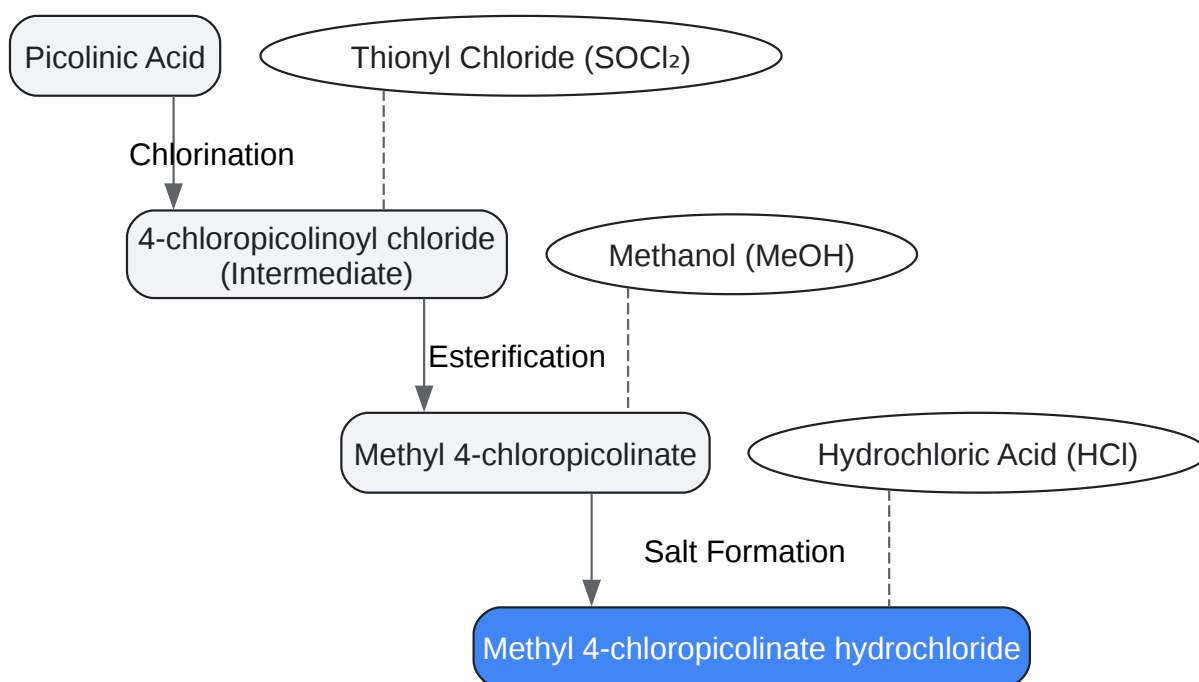 Picolinic Acid
Thionyl Chloride (SOCl₂)
Chlorination
4-chloropicolinoyl chloride
(Intermediate)
Methanol (MeOH)
Esterification
Methyl 4-chloropicolinate
Hydrochloric Acid (HCl)
Salt Formation
Methyl 4-chloropicolinate hydrochloride